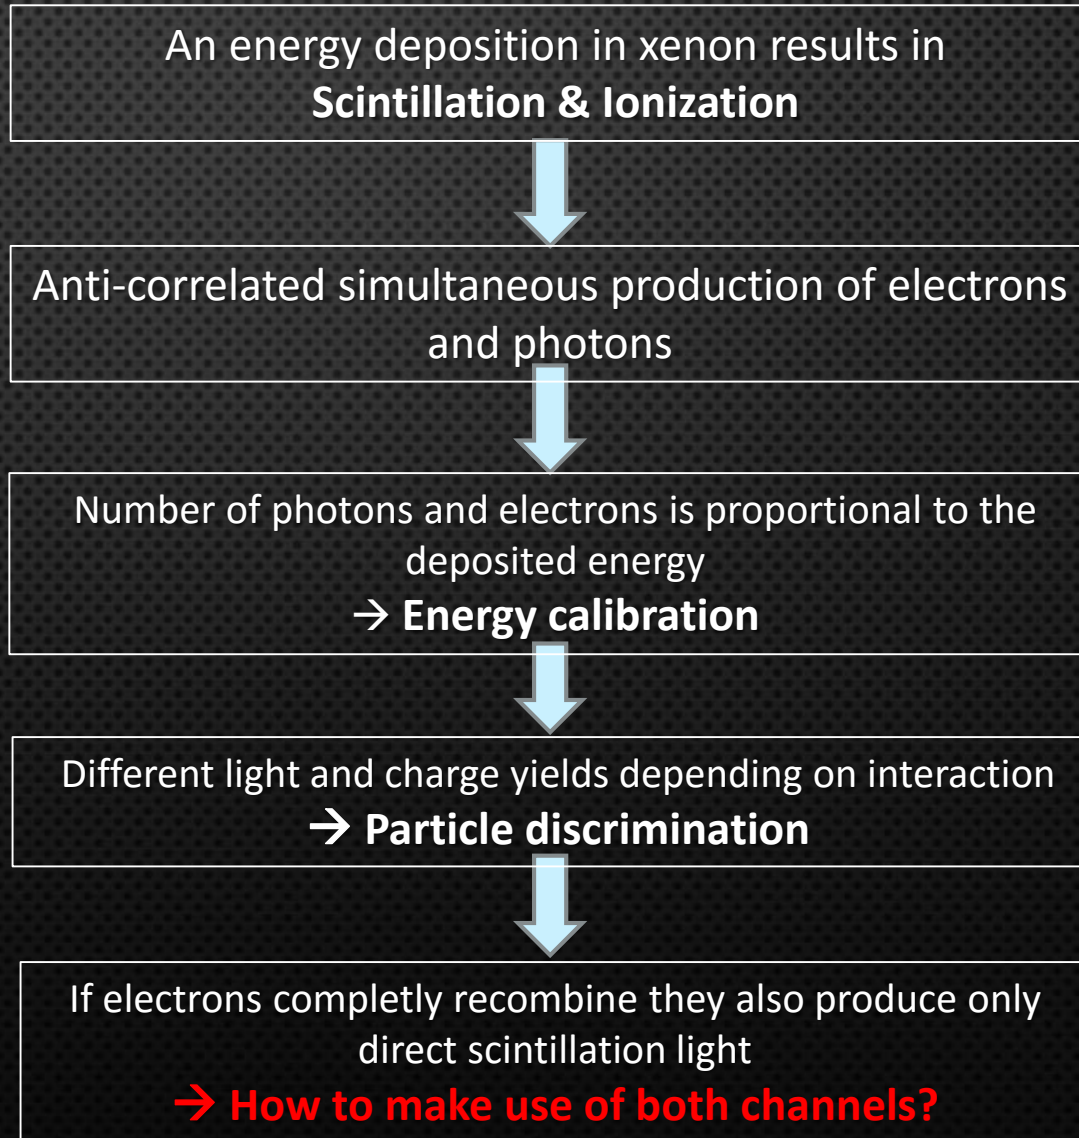 An energy deposition in xenon results in
Scintillation & Ionization
Anti-correlated simultaneous production of electrons
and photons
Number of photons and electrons is proportional to the
deposited energy
→ Energy calibration
Different light and charge yields depending on interaction
→ Particle discrimination
If electrons completly recombine they also produce only
direct scintillation light
→ How to make use of both channels?